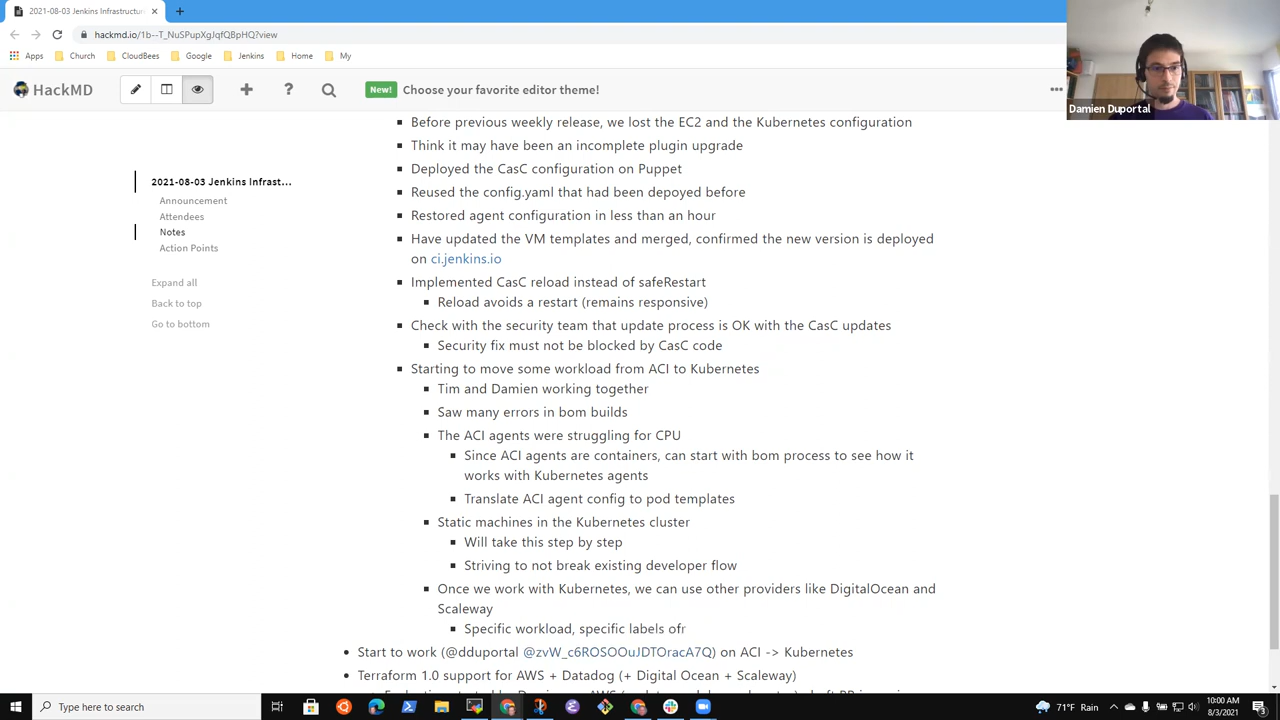 2021-08-03 Jenkins Infrastructur
hackmd.io/1b--T_NuSPupXgJqfQBpHQ?view
Apps Church CloudBees Google Jenkins Home My
HackMD
New! Choose your favorite editor theme!
Damien Duportal
2021-08-03 Jenkins Infrast...
Announcement
Attendees
Notes
Action Points
Expand all
Back to top
Go to bottom
Before previous weekly release, we lost the EC2 and the Kubernetes configuration
Think it may have been an incomplete plugin upgrade
Deployed the CasC configuration on Puppet
Reused the config.yaml that had been depoyed before
Restored agent configuration in less than an hour
Have updated the VM templates and merged, confirmed the new version is deployed
on ci.jenkins.io
Implemented CasC reload instead of safeRestart
Reload avoids a restart (remains responsive)
Check with the security team that update process is OK with the CasC updates
Security fix must not be blocked by CasC code
Starting to move some workload from ACI to Kubernetes
Tim and Damien working together
Saw many errors in bom builds
The ACI agents were struggling for CPU
Since ACI agents are containers, can start with bom process to see how it
works with Kubernetes agents
Translate ACI agent config to pod templates
Static machines in the Kubernetes cluster
Will take this step by step
Striving to not break existing developer flow
Once we work with Kubernetes, we can use other providers like DigitalOcean and
Scaleway
Specific workload, specific labels ofr
Start to work (@dduportal @zvW_c6ROSOOuJDTOracA7Q) on ACI -> Kubernetes
Terraform 1.0 support for AWS + Datadog (+ Digital Ocean + Scaleway)
Type here to search
71°F Rain
10:00 AM
8/3/2021
3